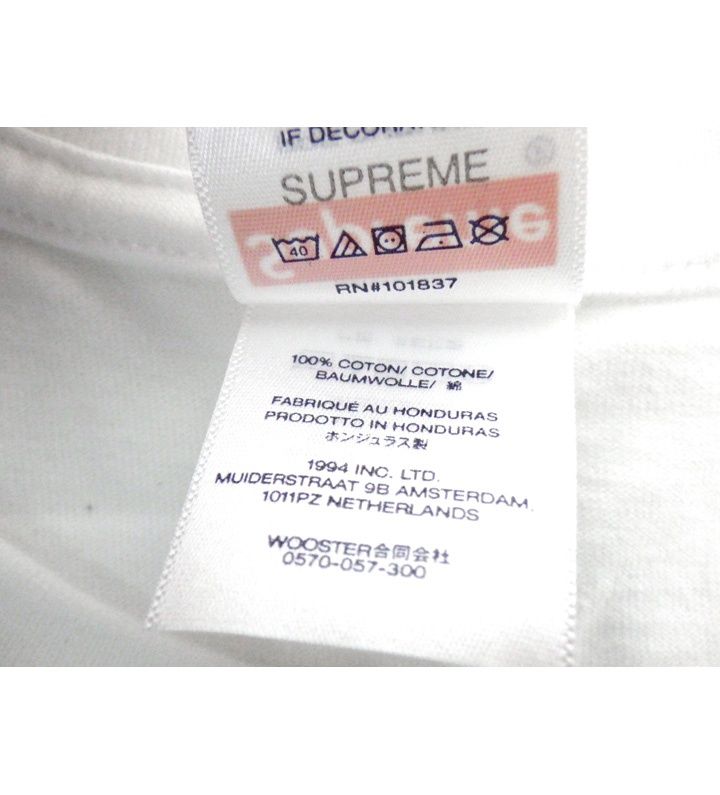 SUPREME
40
RN#101837
100% COTON/ COTONE/
BAUMWOLLE/ 綿
FABRIQUÉ AU HONDURAS
PRODOTTO IN HONDURAS
ホンジュラス製
1994 INC. LTD.
MUIDERSTRAAT 9B AMSTERDAM.
1011PZ NETHERLANDS
WOOSTER合同会社
0570-057-300